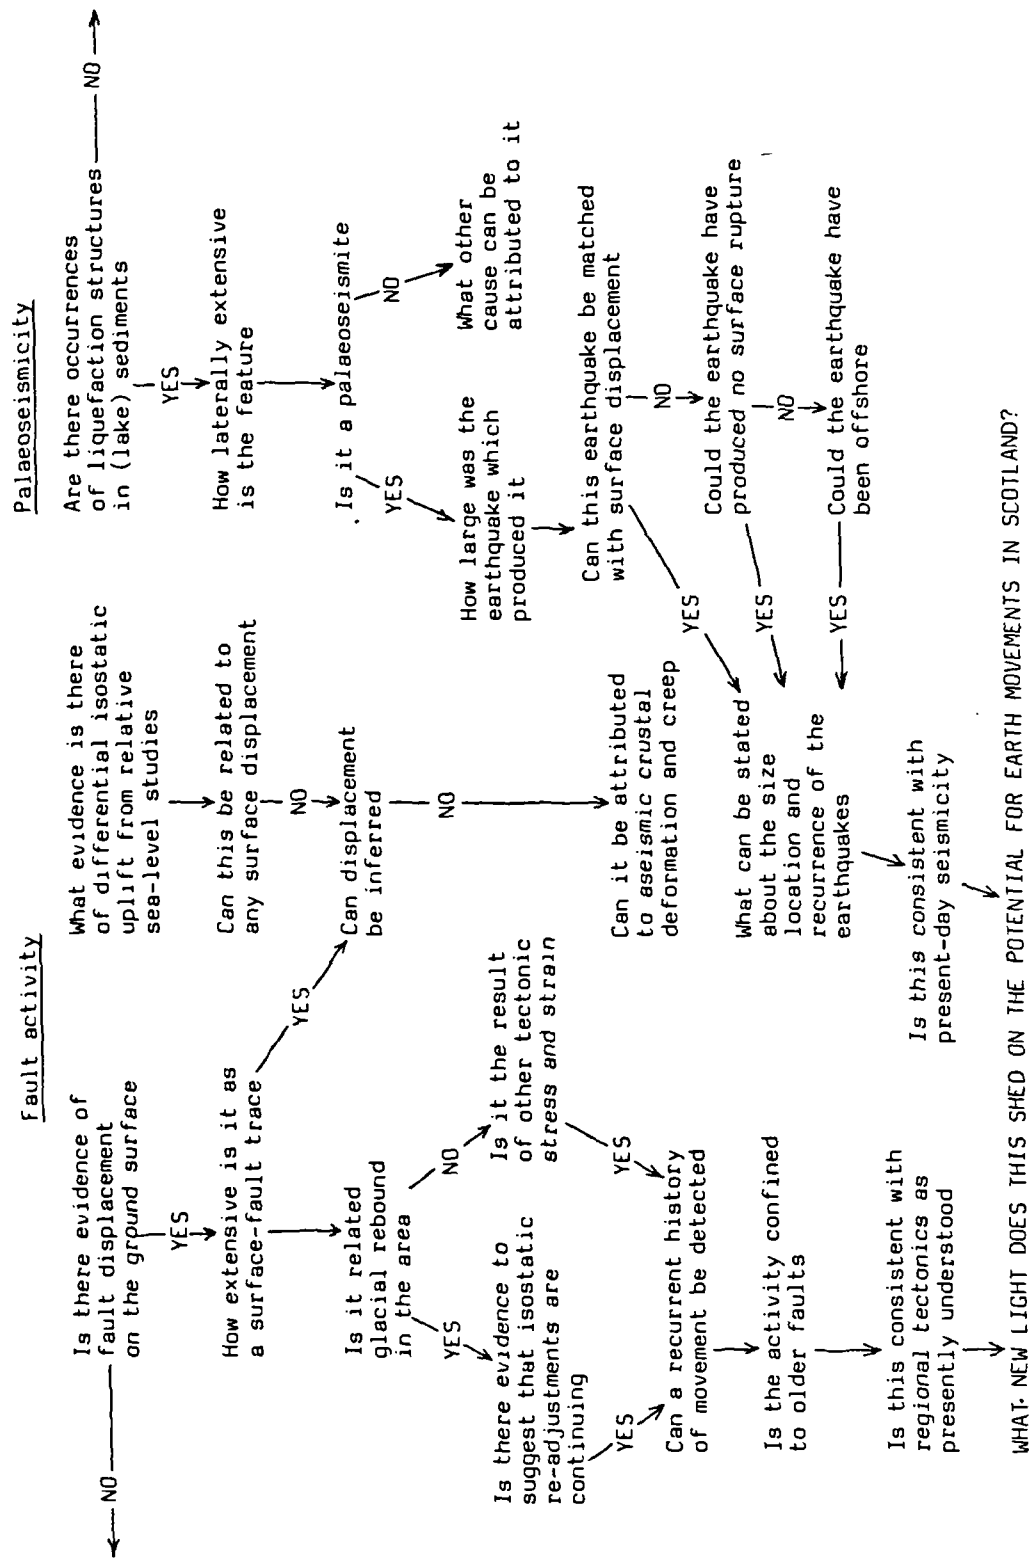 Fault activity
Is there evidence of
fault displacement
on the ground surface
NO
YES
How extensive is it as
a surface-fault trace
YES
Is it related
glacial rebound
in the area
YES
NO
Is there evidence to
suggest that isostatic
re-adjustments are
continuing
YES
Is it the result
of other tectonic
stress and strain
YES
Can a recurrent history
of movement be detected
Is the activity confined
to older faults
Is this consistent with
regional tectonics as
presently understood
What evidence is there
of differential isostatic
uplift from relative
sea-level studies
Can this be related to
any surface displacement
NO
Can displacement
be inferred
NO
Can it be attributed
to aseismic crustal
deformation and creep
Palaeoseismicity
Are there occurrences
of liquefaction structures
in (lake) sediments
NO
YES
How laterally extensive
is the feature
Is it a palaeoseismite
YES
NO
How large was the
earthquake which
produced it
What other
cause can be
attributed to it
Can this earthquake be matched
with surface displacement
YES
NO
Could the earthquake have
produced no surface rupture
YES
NO
Could the earthquake have
been offshore
YES
What can be stated
about the size
location and
recurrence of the
earthquakes
Is this consistent with
present-day seismicity
WHAT NEW LIGHT DOES THIS SHED ON THE POTENTIAL FOR EARTH MOVEMENTS IN SCOTLAND?